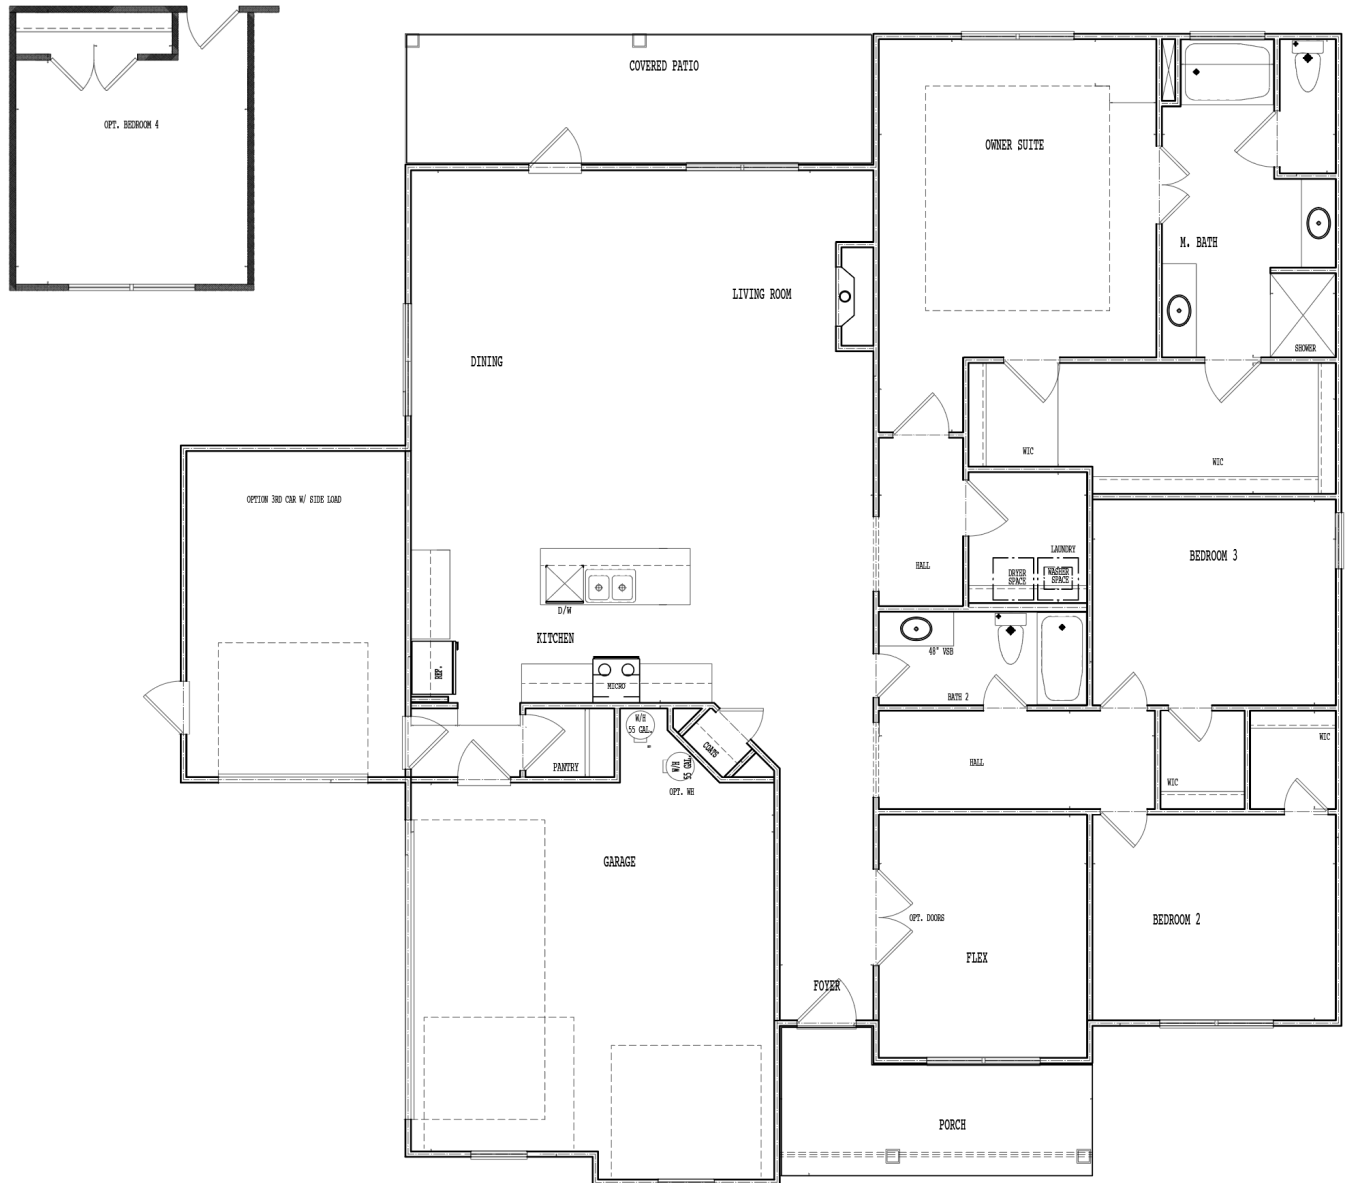 COVERED PATIO
OPT. BEDROOM 4
OWNER SUITE
M. BATH
LIVING ROOM
SHOWER
DINING
WIC
WIC
OPTION 3RD CAR W/ SIDE LOAD
LAUNDRY
BEDROOM 3
HALL
DRYER
SPACE
WASHER
SPACE
D/W
KITCHEN
48" VSB
REF.
MICRO
BATH 2
W/H
55 GAL.
COATS
WIC
PANTRY
W/H
55 GAL.
HALL
WIC
OPT. WH
GARAGE
OPT. DOORS
BEDROOM 2
FLEX
FOYER
PORCH